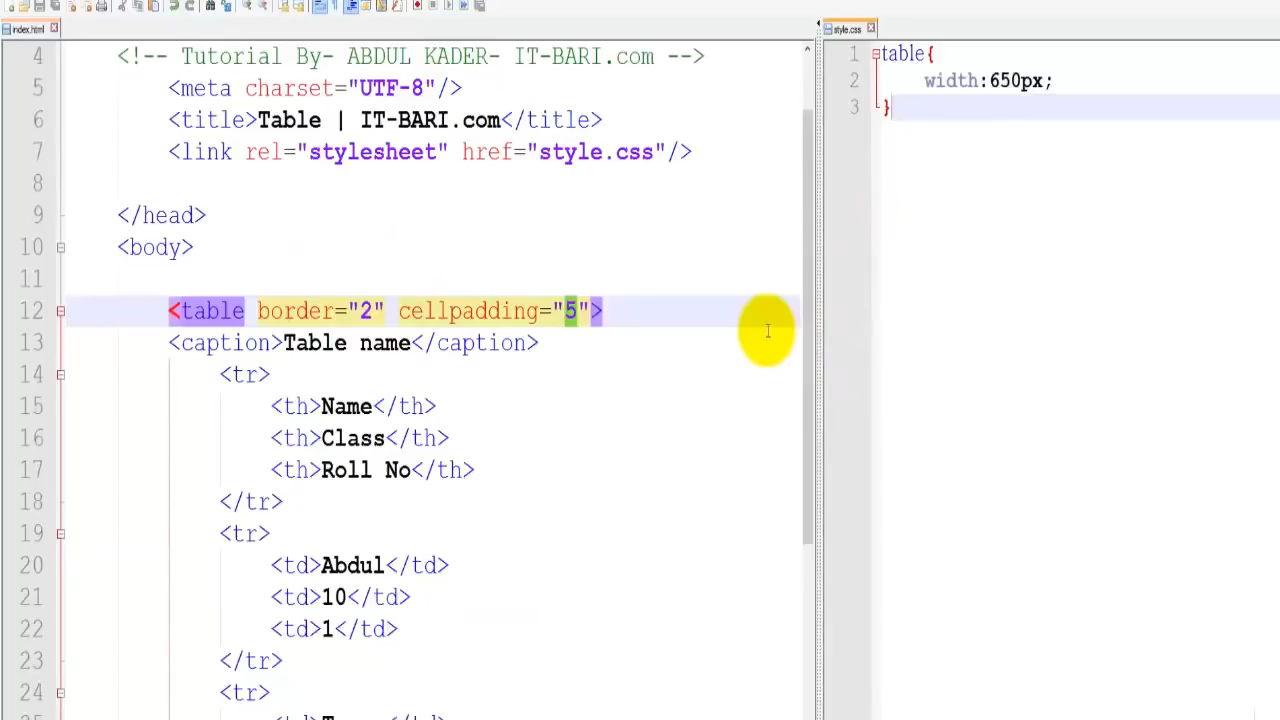 index.html
4 <!-- Tutorial By- ABDUL KADER- IT-BARI.com -->
5 <meta charset="UTF-8"/>
6 <title>Table | IT-BARI.com</title>
7 <link rel="stylesheet" href="style.css"/>
8
9 </head>
10 <body>
11
12 <table border="2" cellpadding="5">
13 <caption>Table name</caption>
14 <tr>
15 <th>Name</th>
16 <th>Class</th>
17 <th>Roll No</th>
18 </tr>
19 <tr>
20 <td>Abdul</td>
21 <td>10</td>
22 <td>1</td>
23 </tr>
24 <tr>
style.css
1 table{
2 width:650px;
3 }